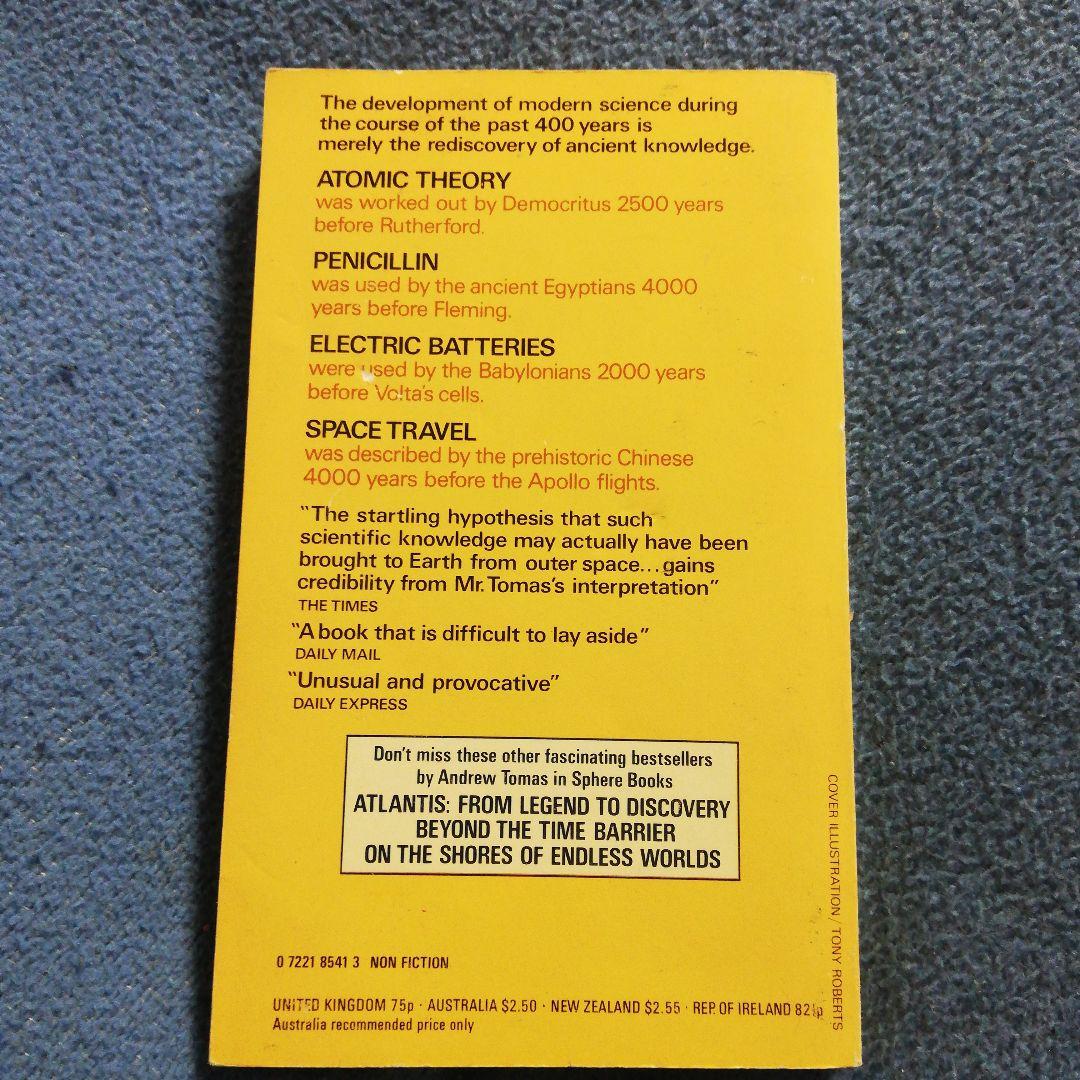 The development of modern science during
the course of the past 400 years is
merely the rediscovery of ancient knowledge.
ATOMIC THEORY
was worked out by Democritus 2500 years
before Rutherford.
PENICILLIN
was used by the ancient Egyptians 4000
years before Fleming.
ELECTRIC BATTERIES
were used by the Babylonians 2000 years
before Volta's cells.
SPACE TRAVEL
was described by the prehistoric Chinese
4000 years before the Apollo flights.
"The startling hypothesis that such
scientific knowledge may actually have been
brought to Earth from outer space...gains
credibility from Mr. Tomas's interpretation"
THE TIMES
"A book that is difficult to lay aside"
DAILY MAIL
"Unusual and provocative"
DAILY EXPRESS
Don't miss these other fascinating bestsellers
by Andrew Tomas in Sphere Books
ATLANTIS: FROM LEGEND TO DISCOVERY
BEYOND THE TIME BARRIER
ON THE SHORES OF ENDLESS WORLDS
COVER ILLUSTRATION / TONY ROBERTS
0 7221 8541 3 NON FICTION
UNITED KINGDOM 75p · AUSTRALIA $2.50 · NEW ZEALAND $2.55 · REP. OF IRELAND 82½p
Australia recommended price only